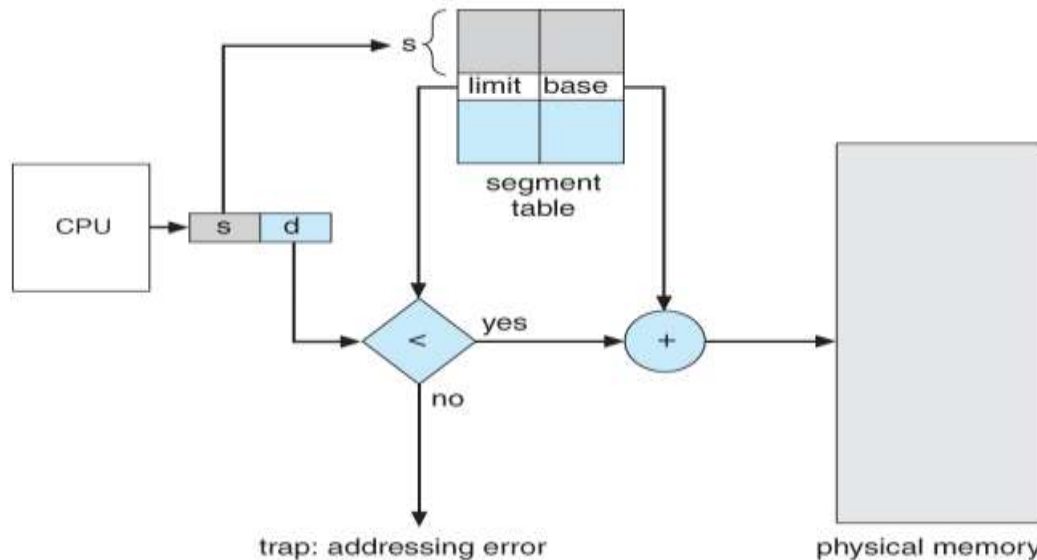 s
limit base
segment
table
CPU
s d
< yes +
no
trap: addressing error physical memory